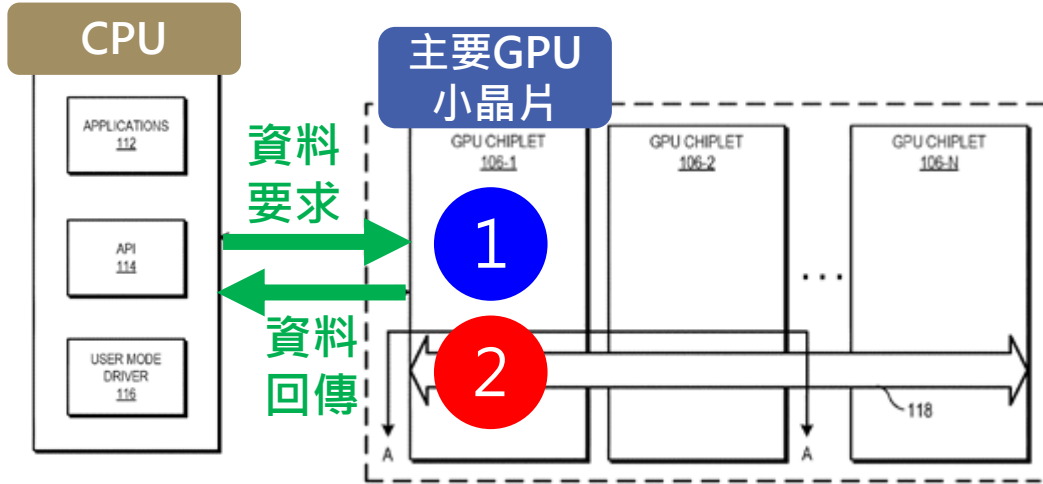 CPU
主要GPU
小晶片
APPLICATIONS
112
API
114
USER MODE
DRIVER
116
資料
要求
資料
回傳
GPU CHIPLET
106-1
GPU CHIPLET
106-2
GPU CHIPLET
106-N
1
...
2
118
A
A